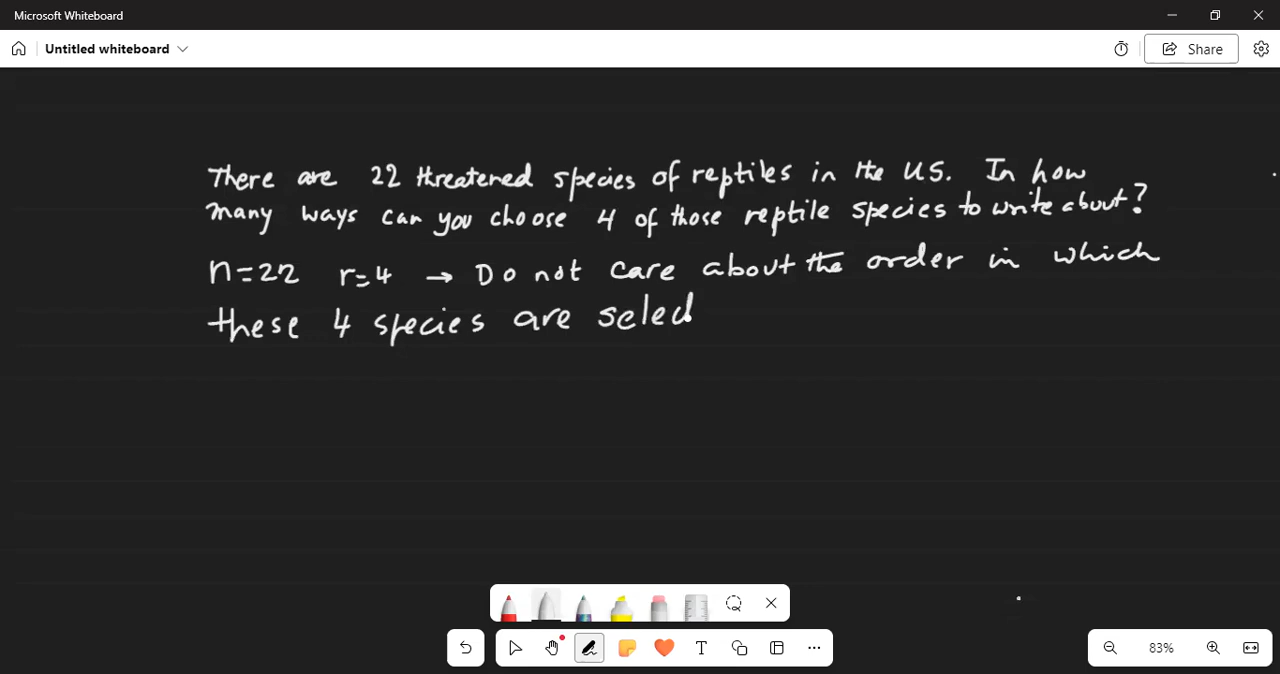 Microsoft Whiteboard
Untitled whiteboard
Share
There are 22 threatened species of reptiles in the U.S. In how
many ways can you choose 4 of those reptile species to write about?
n=22 r=4 → Do not care about the order in which
these 4 species are selec
83%